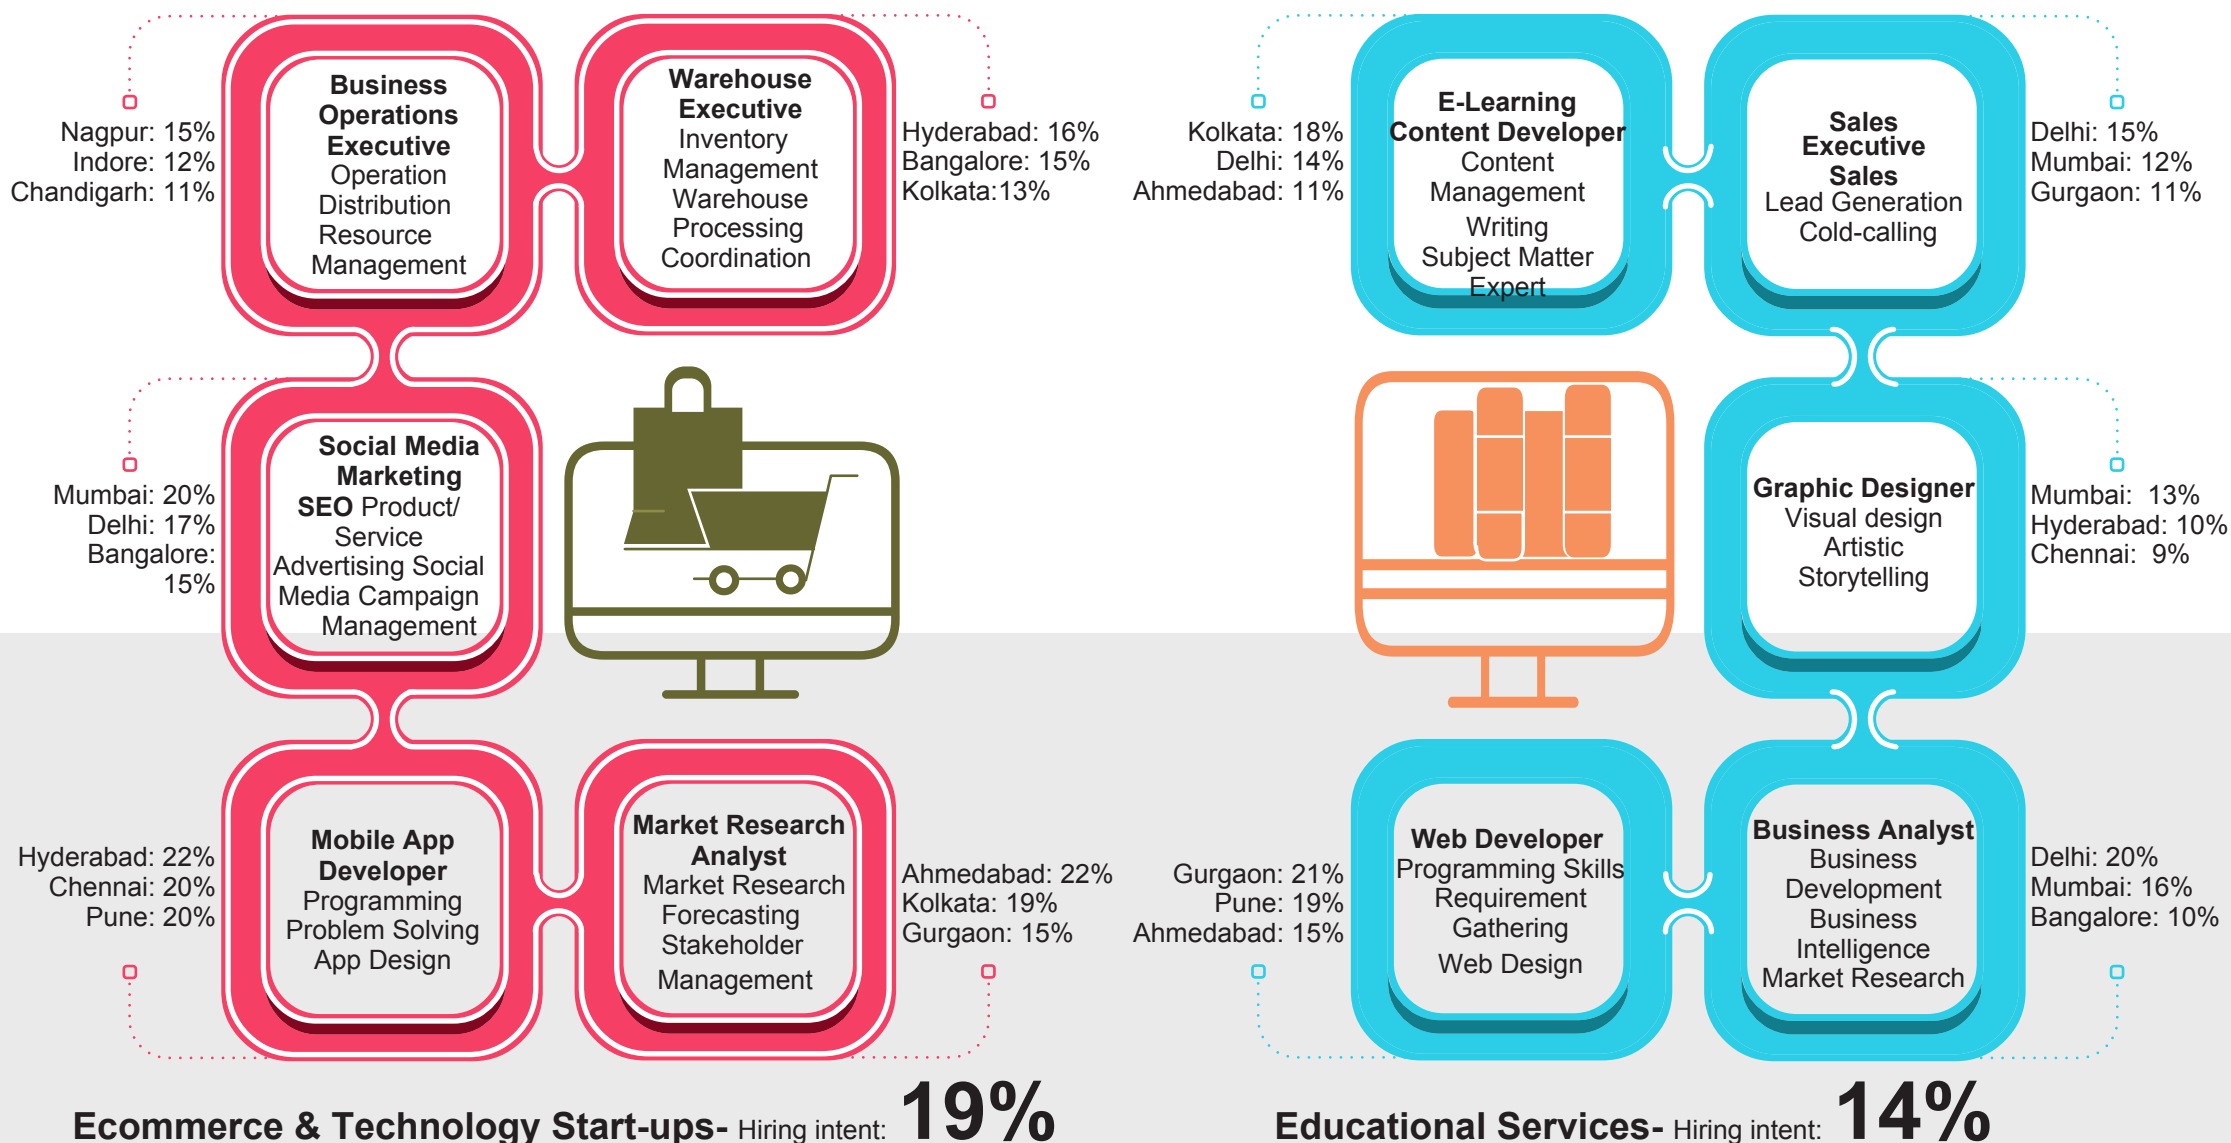 Nagpur: 15%
Indore: 12%
Chandigarh: 11%
Business
Operations
Executive
Operation
Distribution
Resource
Management
Warehouse
Executive
Inventory
Management
Warehouse
Processing
Coordination
Hyderabad: 16%
Bangalore: 15%
Kolkata:13%
Mumbai: 20%
Delhi: 17%
Bangalore:
15%
Social Media
Marketing
SEO Product/
Service
Advertising Social
Media Campaign
Management
Hyderabad: 22%
Chennai: 20%
Pune: 20%
Mobile App
Developer
Programming
Problem Solving
App Design
Market Research
Analyst
Market Research
Forecasting
Stakeholder
Management
Ahmedabad: 22%
Kolkata: 19%
Gurgaon: 15%
Ecommerce & Technology Start-ups- Hiring intent: 19%
Kolkata: 18%
Delhi: 14%
Ahmedabad: 11%
E-Learning
Content Developer
Content
Management
Writing
Subject Matter
Expert
Sales
Executive
Sales
Lead Generation
Cold-calling
Delhi: 15%
Mumbai: 12%
Gurgaon: 11%
Graphic Designer
Visual design
Artistic
Storytelling
Mumbai: 13%
Hyderabad: 10%
Chennai: 9%
Gurgaon: 21%
Pune: 19%
Ahmedabad: 15%
Web Developer
Programming Skills
Requirement
Gathering
Web Design
Business Analyst
Business
Development
Business
Intelligence
Market Research
Delhi: 20%
Mumbai: 16%
Bangalore: 10%
Educational Services- Hiring intent: 14%